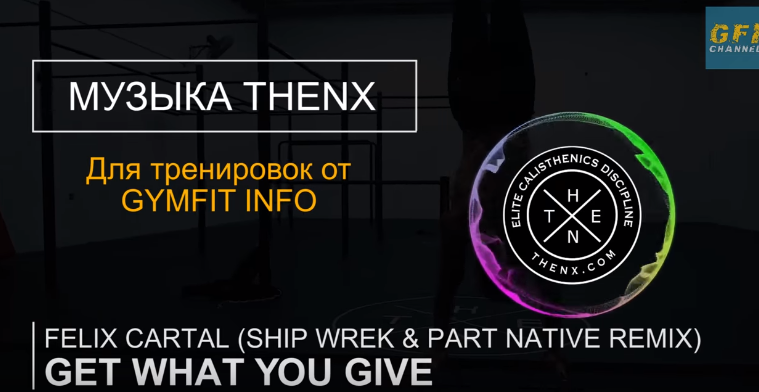 GFI
CHANNEL
МУЗЫКА THENX
Для тренировок от
GYMFIT INFO
ELITE CALISTHENICS DISCIPLINE
H
T E
N
THENX.COM
FELIX CARTAL (SHIP WREK & PART NATIVE REMIX)
GET WHAT YOU GIVE